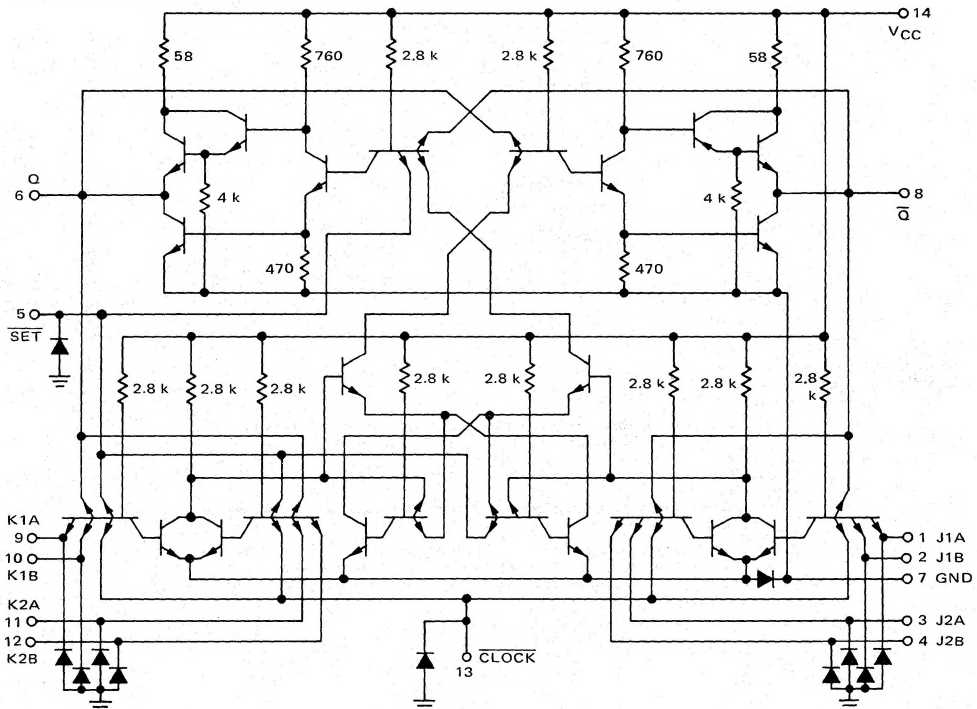 14
VCC
58
760
2.8 k
2.8 k
760
58
Q
6
4 k
4 k
8
Q̅
470
470
5
S̅E̅T̅
2.8 k
2.8 k
2.8 k
2.8 k
2.8 k
2.8 k
2.8 k
2.8
k
K1A
9
10
K1B
1 J1A
2 J1B
7 GND
K2A
11
12
K2B
3 J2A
4 J2B
C̅L̅O̅C̅K̅
13